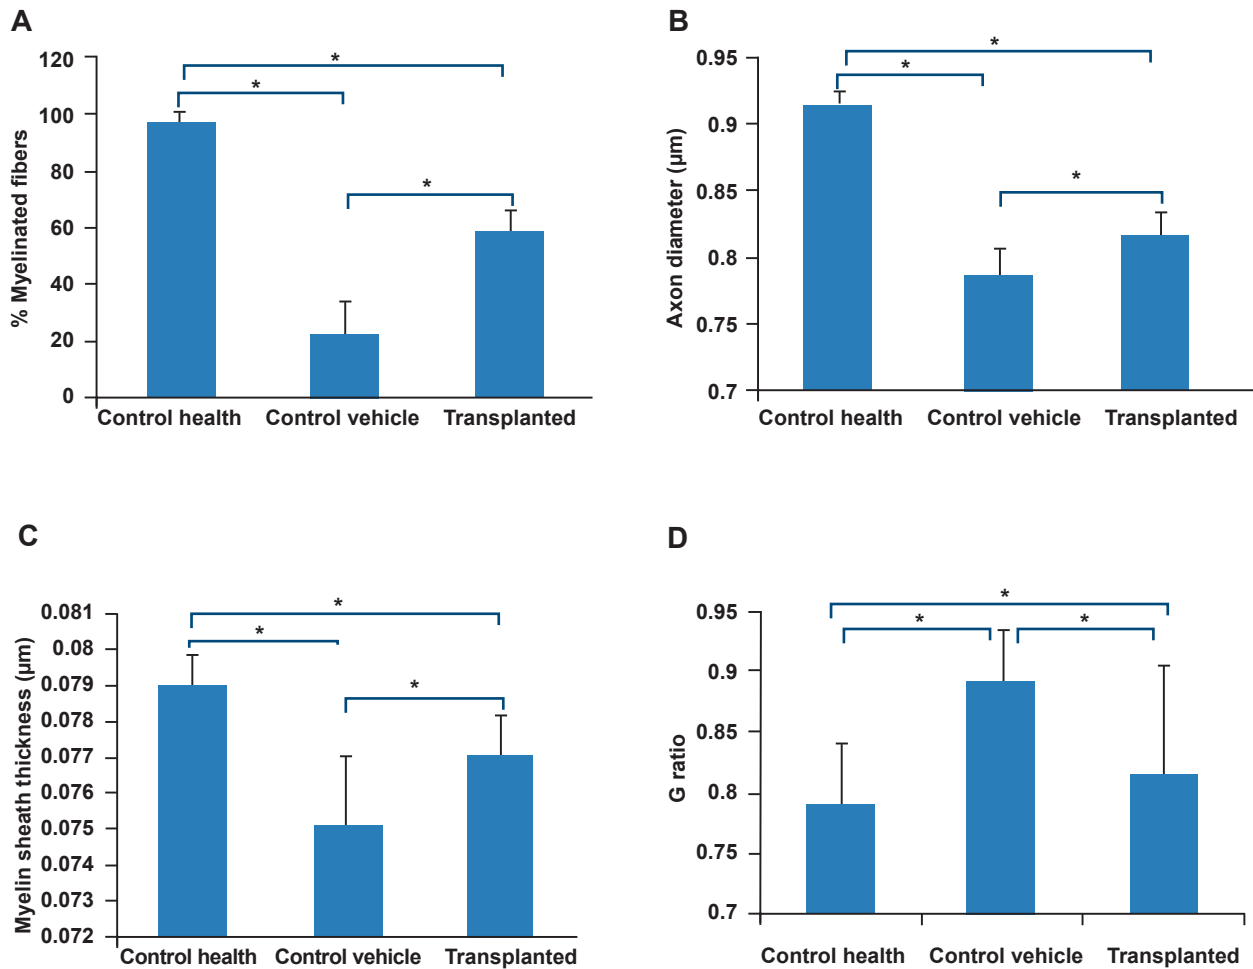 A
% Myelinated fibers
120
100
80
60
40
20
0
* * *
Control health Control vehicle Transplanted
B
Axon diameter (µm)
0.95
0.9
0.85
0.8
0.75
0.7
* * *
Control health Control vehicle Transplanted
C
Myelin sheath thickness (µm)
0.081
0.08
0.079
0.078
0.077
0.076
0.075
0.074
0.073
0.072
* * *
Control health Control vehicle Transplanted
D
G ratio
0.95
0.9
0.85
0.8
0.75
0.7
* * *
Control health Control vehicle Transplanted